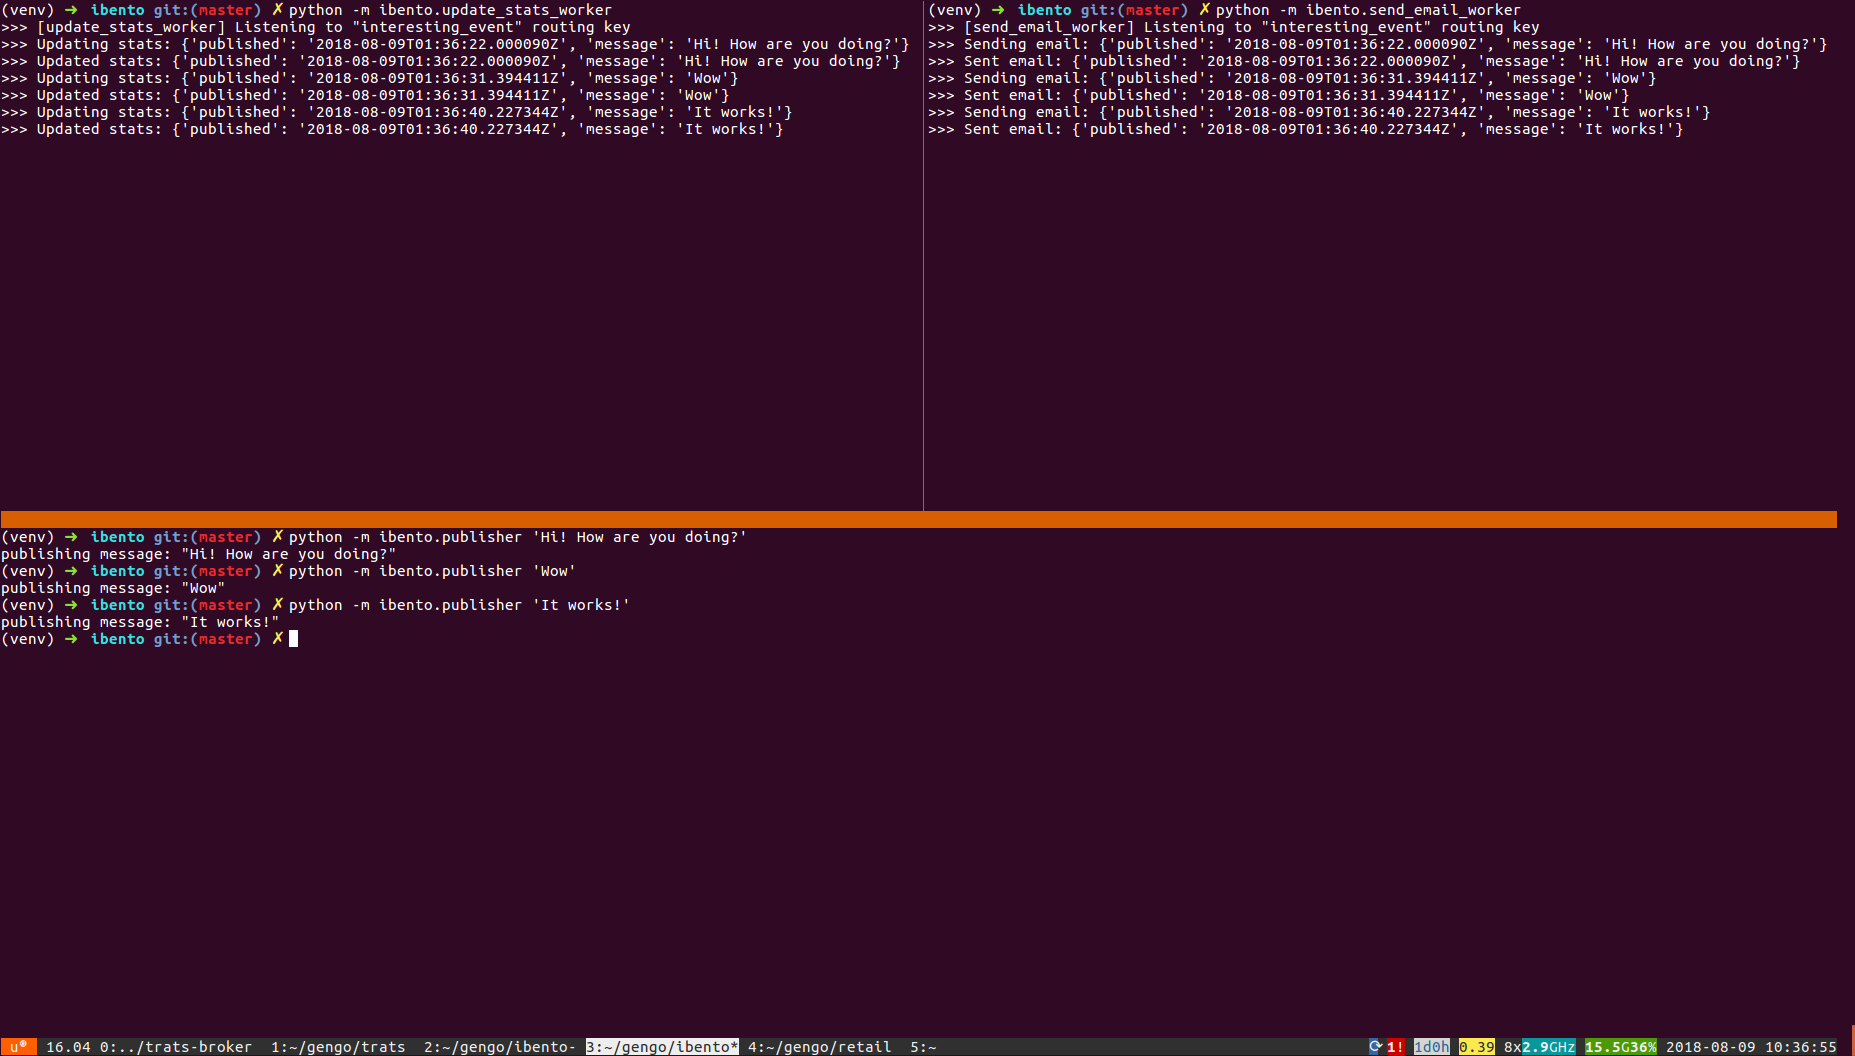 (venv) ➜ ibento git:(master) ✗ python -m ibento.update_stats_worker
>>> [update_stats_worker] Listening to "interesting_event" routing key
>>> Updating stats: {'published': '2018-08-09T01:36:22.000090Z', 'message': 'Hi! How are you doing?'}
>>> Updated stats: {'published': '2018-08-09T01:36:22.000090Z', 'message': 'Hi! How are you doing?'}
>>> Updating stats: {'published': '2018-08-09T01:36:31.394411Z', 'message': 'Wow'}
>>> Updated stats: {'published': '2018-08-09T01:36:31.394411Z', 'message': 'Wow'}
>>> Updating stats: {'published': '2018-08-09T01:36:40.227344Z', 'message': 'It works!'}
>>> Updated stats: {'published': '2018-08-09T01:36:40.227344Z', 'message': 'It works!'}
(venv) ➜ ibento git:(master) ✗ python -m ibento.send_email_worker
>>> [send_email_worker] Listening to "interesting_event" routing key
>>> Sending email: {'published': '2018-08-09T01:36:22.000090Z', 'message': 'Hi! How are you doing?'}
>>> Sent email: {'published': '2018-08-09T01:36:22.000090Z', 'message': 'Hi! How are you doing?'}
>>> Sending email: {'published': '2018-08-09T01:36:31.394411Z', 'message': 'Wow'}
>>> Sent email: {'published': '2018-08-09T01:36:31.394411Z', 'message': 'Wow'}
>>> Sending email: {'published': '2018-08-09T01:36:40.227344Z', 'message': 'It works!'}
>>> Sent email: {'published': '2018-08-09T01:36:40.227344Z', 'message': 'It works!'}
(venv) ➜ ibento git:(master) ✗ python -m ibento.publisher 'Hi! How are you doing?'
publishing message: "Hi! How are you doing?"
(venv) ➜ ibento git:(master) ✗ python -m ibento.publisher 'Wow'
publishing message: "Wow"
(venv) ➜ ibento git:(master) ✗ python -m ibento.publisher 'It works!'
publishing message: "It works!"
(venv) ➜ ibento git:(master) ✗
u® 16.04 0:../trats-broker 1:~/gengo/trats 2:~/gengo/ibento- 3:~/gengo/ibento* 4:~/gengo/retail 5:~ ⟳ 1! 1d0h 0.39 8x2.9GHz 15.5G36% 2018-08-09 10:36:55